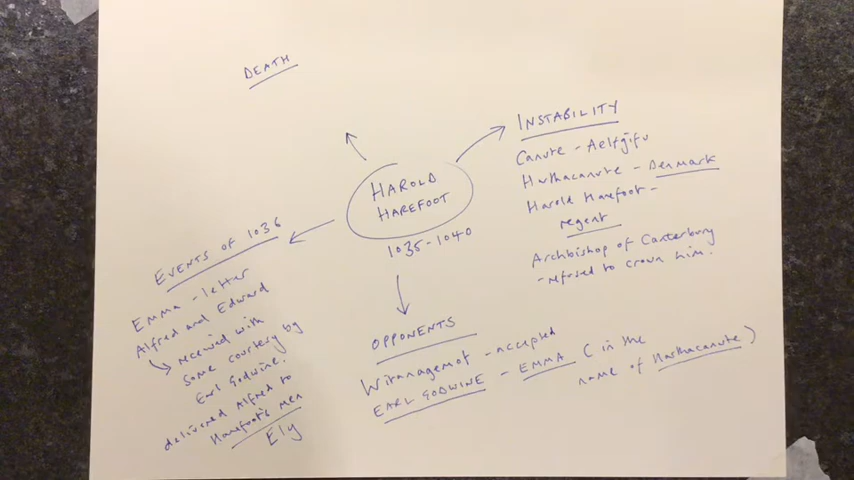 DEATH
HAROLD
HAREFOOT
1035-1040
INSTABILITY
Canute - Aelfgifu
Harthacanute - Denmark
Harold Harefoot -
regent
Archbishop of Canterbury
- refused to crown him.
OPPONENTS
Witanagemot - accepted
EARL GODWINE - EMMA (in the
name of Harthacanute)
EVENTS OF 1036
Emma - letter
Alfred and Edward
received with
some courtesy by
Earl Godwine.
delivered Alfred to
Harefoot's men
Ely